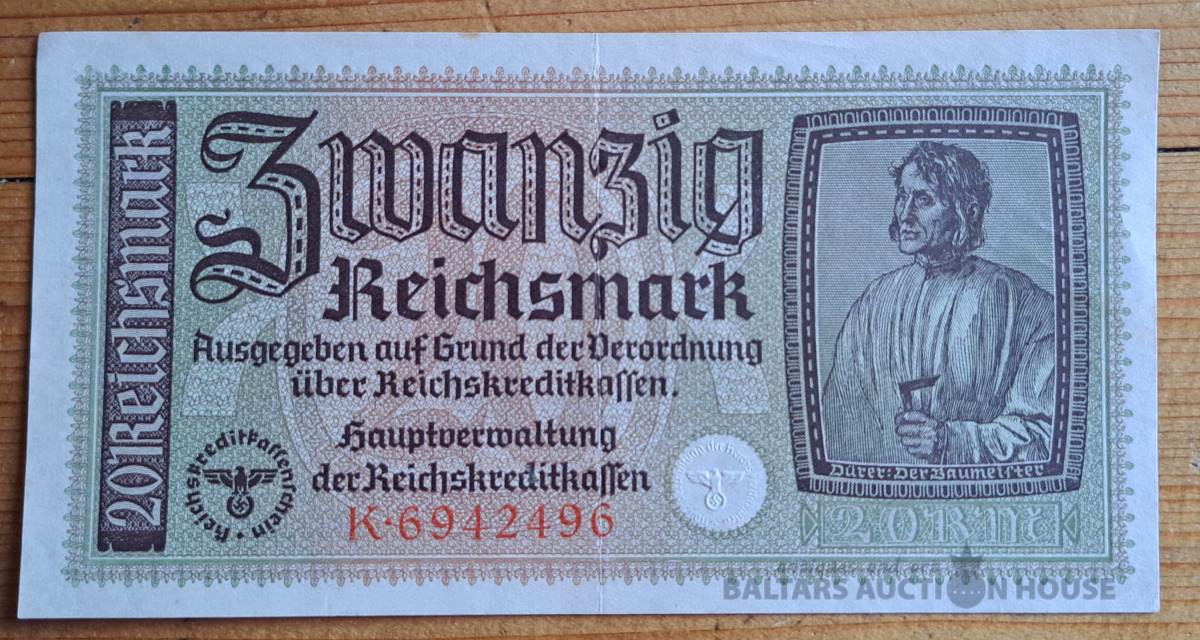 20 Reichsmark
Zwanzig
Reichsmark
Ausgegeben auf Grund der Verordnung
über Reichskreditkaſſen.
Hauptverwaltung
der Reichskreditkaſſen
Reichskreditkaſſenſchein
K·6942496
Dürer: Der Baumeiſter
20 RMK
BALTARS AUCTION HOUSE